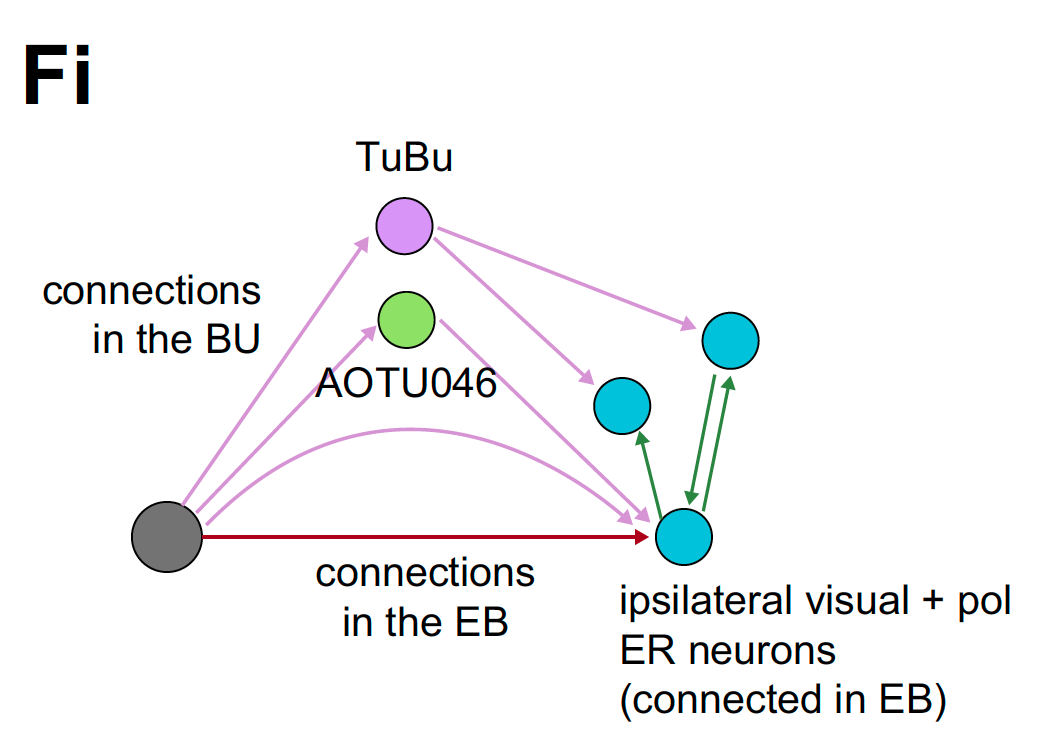 Fi
TuBu
connections
in the BU
AOTU046
connections
in the EB
ipsilateral visual + pol
ER neurons
(connected in EB)